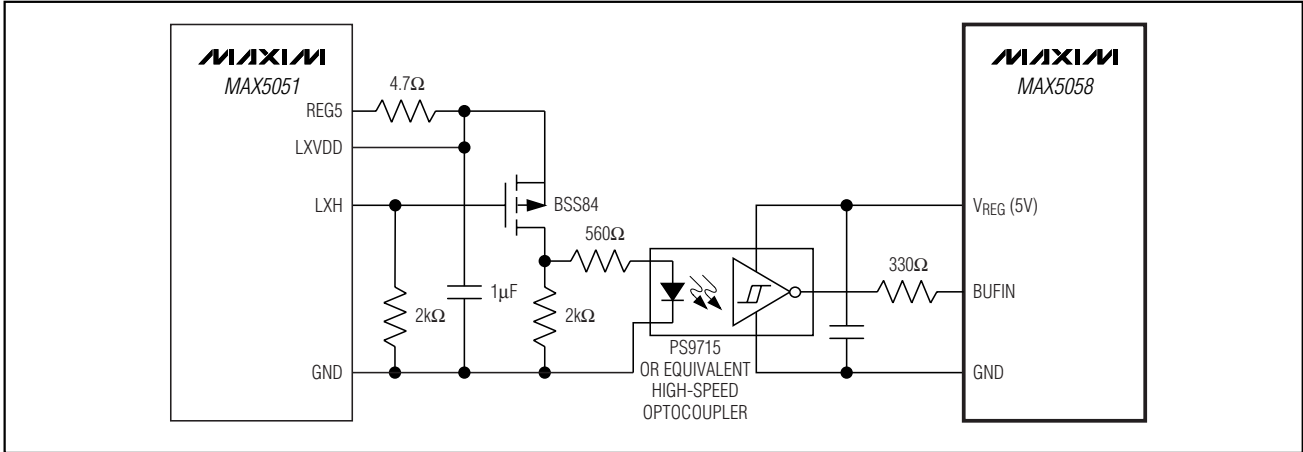 MAXIM
MAX5051
REG5
4.7Ω
LXVDD
LXH
BSS84
560Ω
2kΩ
1µF
2kΩ
GND
PS9715
OR EQUIVALENT
HIGH-SPEED
OPTOCOUPLER
330Ω
MAXIM
MAX5058
VREG (5V)
BUFIN
GND